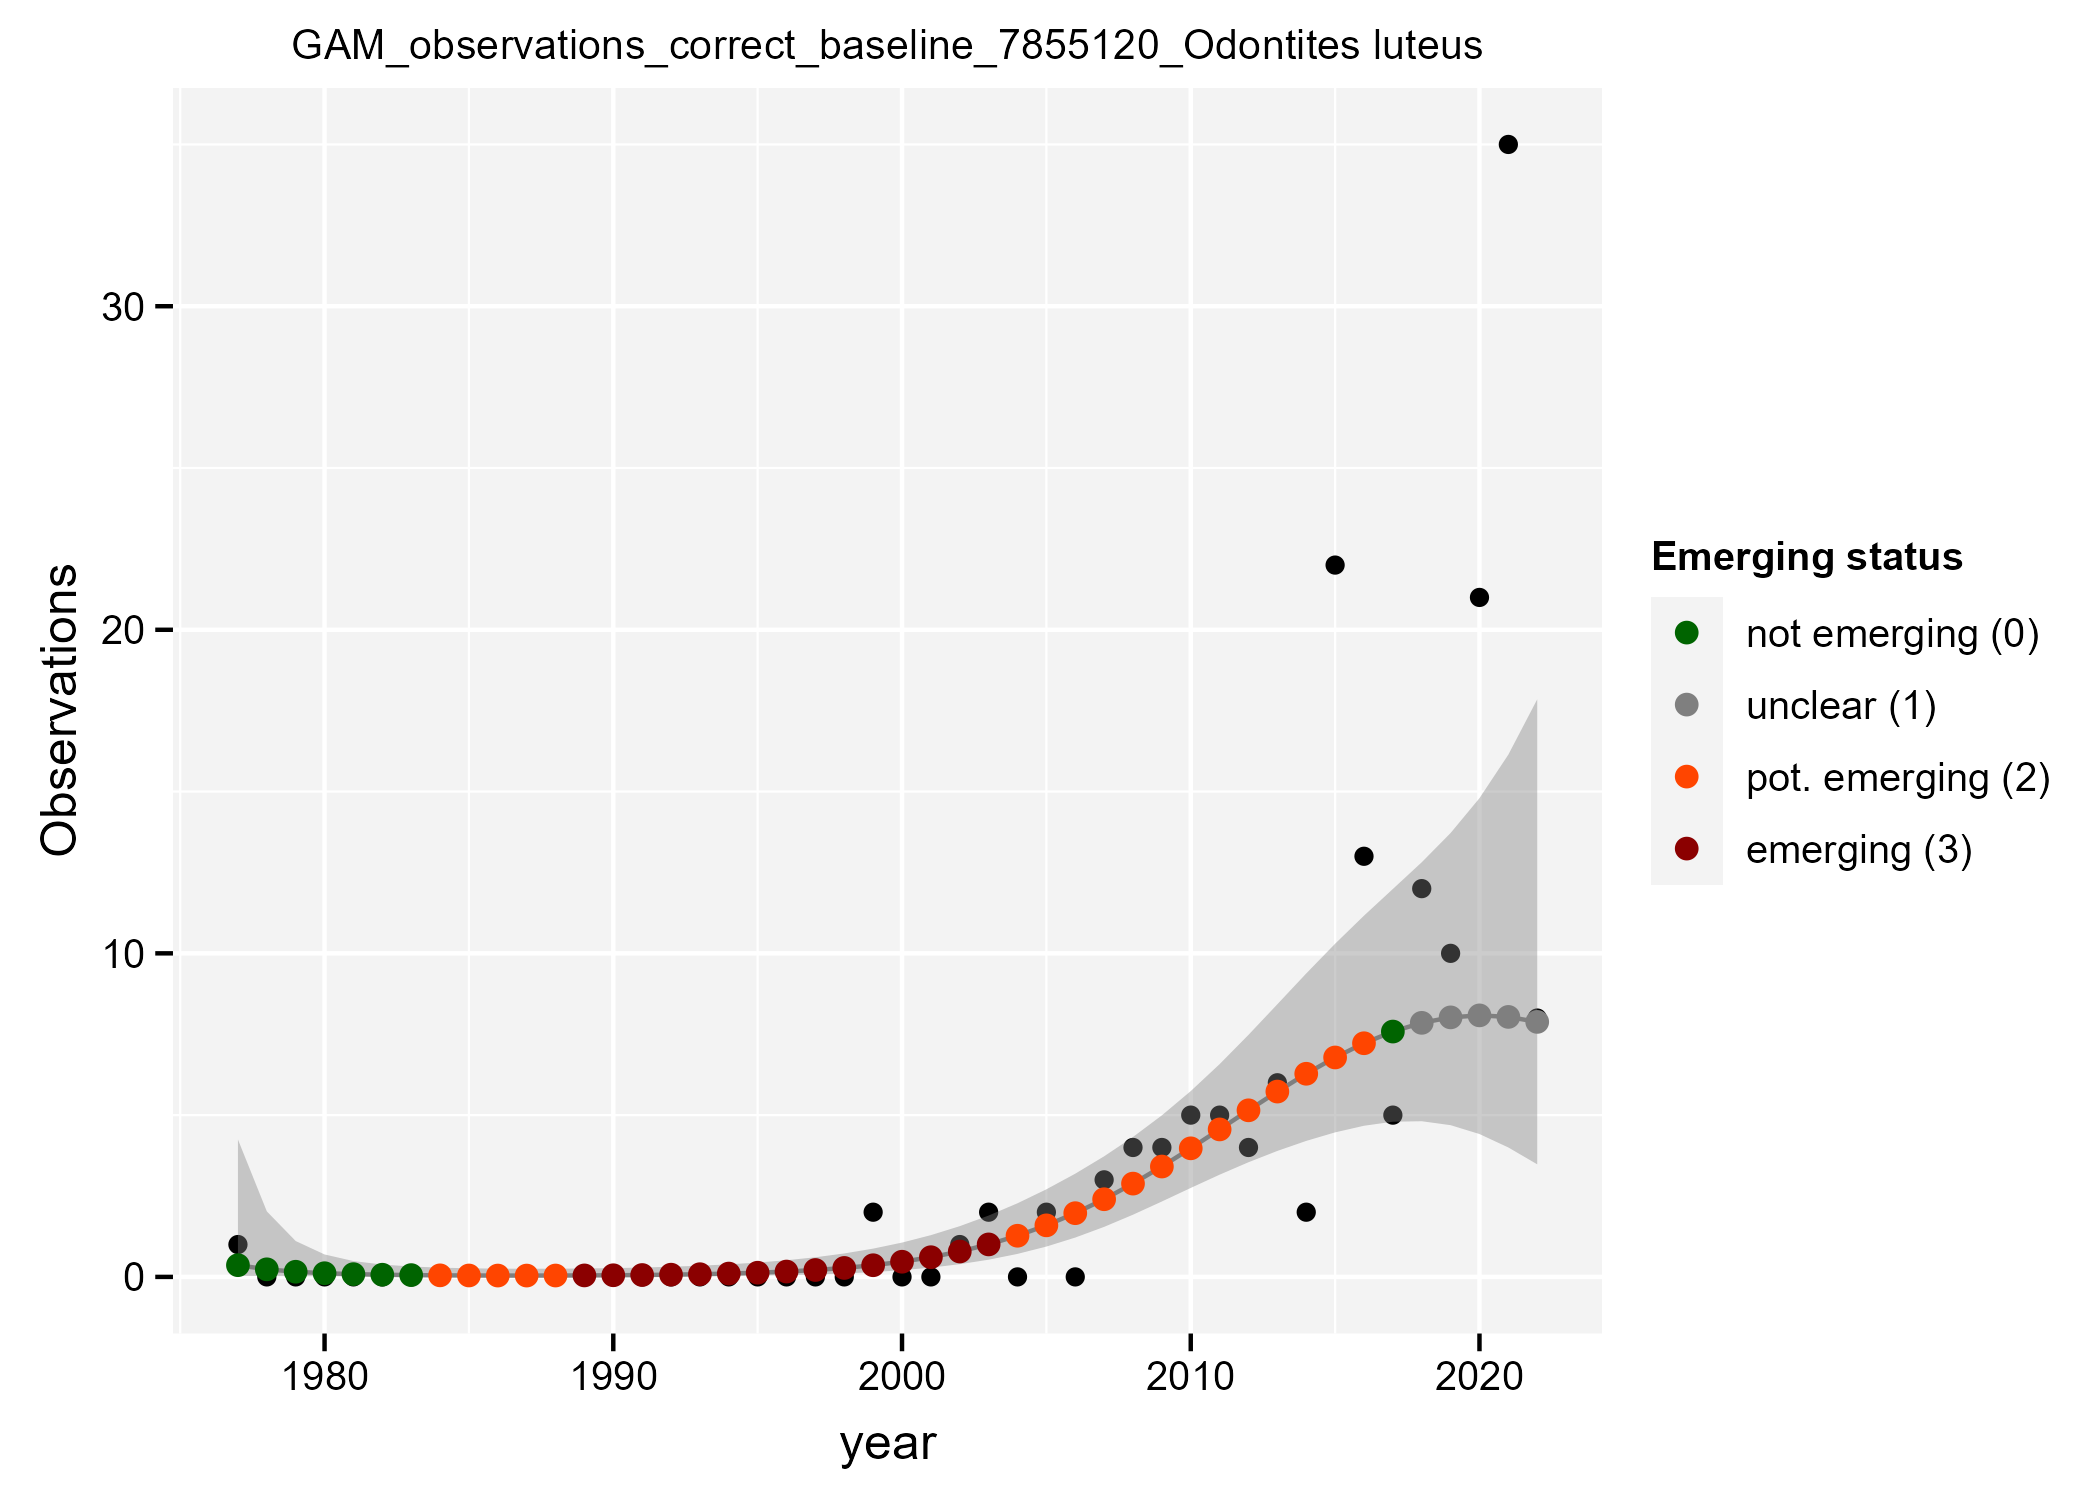 GAM_observations_correct_baseline_7855120_Odontites luteus
Observations
30
20
10
0
1980
1990
2000
2010
2020
year
Emerging status
not emerging (0)
unclear (1)
pot. emerging (2)
emerging (3)